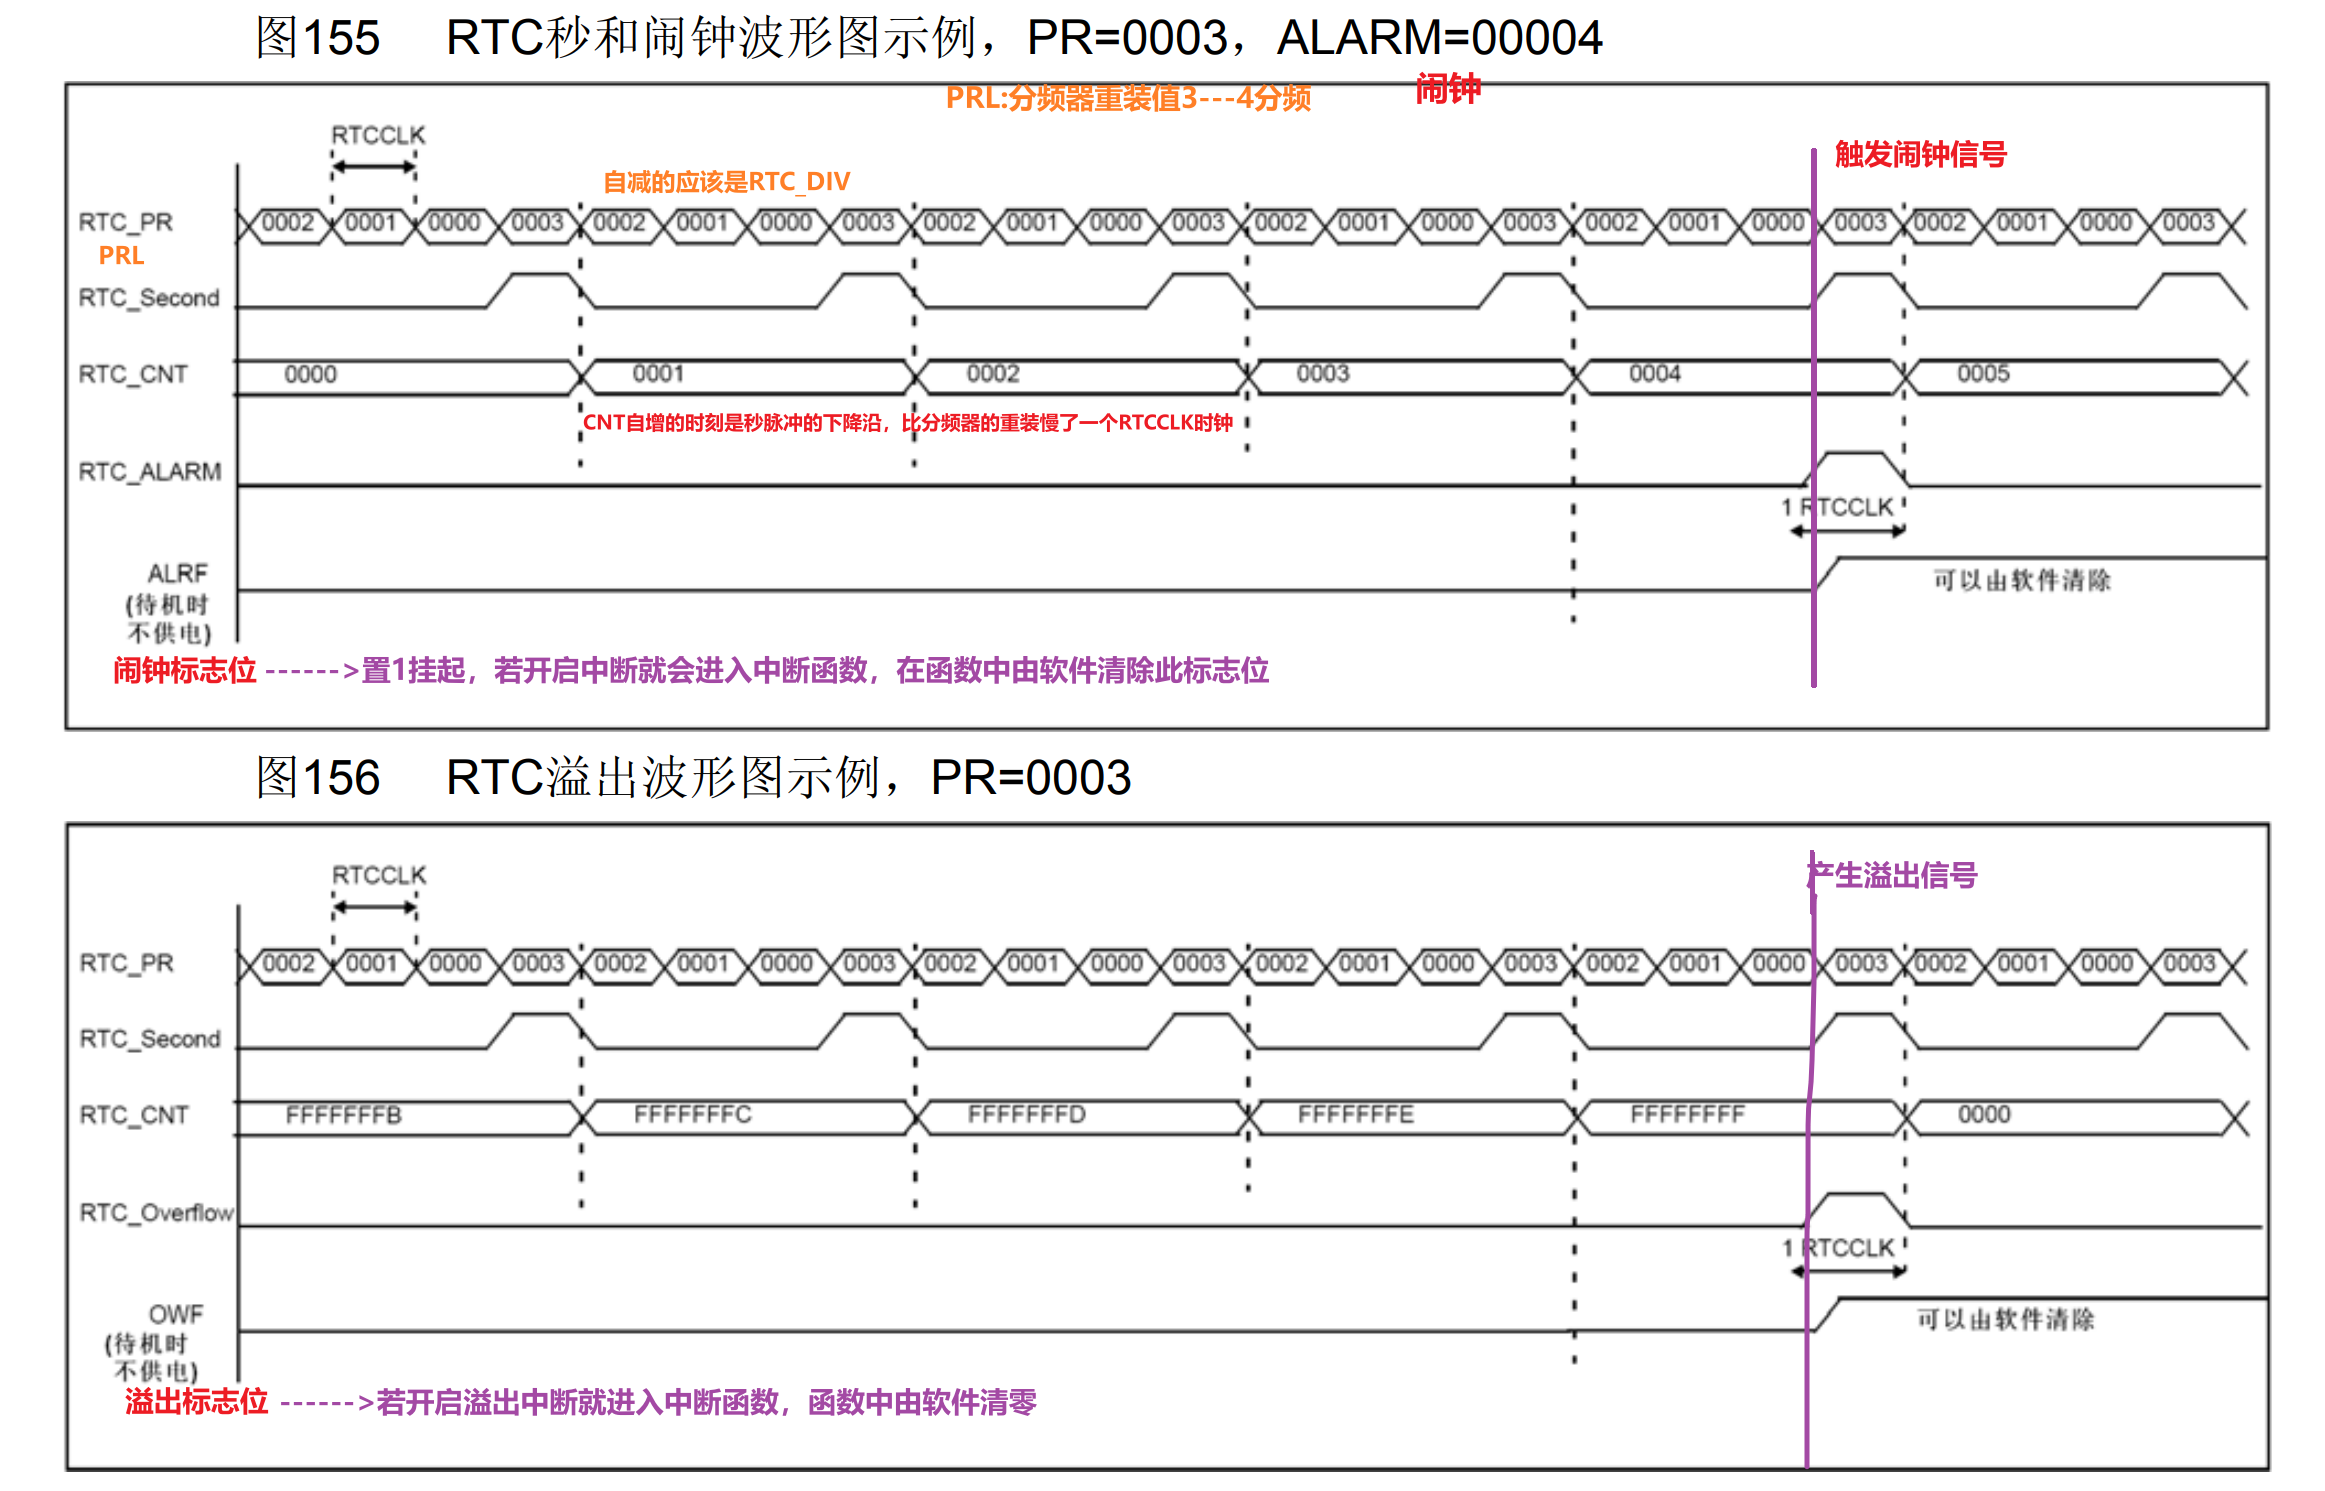 图155 RTC秒和闹钟波形图示例，PR=0003，ALARM=00004
PRL:分频器重装值3---4分频
闹钟
RTCCLK
触发闹钟信号
自减的应该是RTC_DIV
RTC_PR 0002 0001 0000 0003 0002 0001 0000 0003 0002 0001 0000 0003 0002 0001 0000 0003 0002 0001 0000 0003 0002 0001 0000 0003
PRL
RTC_Second
RTC_CNT 0000 0001 0002 0003 0004 0005
CNT自增的时刻是秒脉冲的下降沿，比分频器的重装慢了一个RTCCLK时钟
RTC_ALARM
1 RTCCLK
ALRF
(待机时
不供电)
可以由软件清除
闹钟标志位 ------>置1挂起，若开启中断就会进入中断函数，在函数中由软件清除此标志位
图156 RTC溢出波形图示例，PR=0003
RTCCLK
产生溢出信号
RTC_PR 0002 0001 0000 0003 0002 0001 0000 0003 0002 0001 0000 0003 0002 0001 0000 0003 0002 0001 0000 0003 0002 0001 0000 0003
RTC_Second
RTC_CNT FFFFFFFB FFFFFFFC FFFFFFFD FFFFFFFE FFFFFFFF 0000
RTC_Overflow
1 RTCCLK
OWF
(待机时
不供电)
可以由软件清除
溢出标志位 ------>若开启溢出中断就进入中断函数，函数中由软件清零